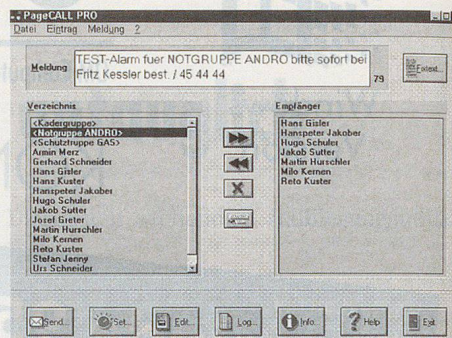 PageCALL PRO
Datei Eintrag Meldung ?
Meldung
TEST-Alarm fuer NOTGRUPPE ANDRO bitte sofort bei
Fritz Kessler best. / 45 44 44
79
Fixtext...
Verzeichnis
<Kadergruppe>
<Notgruppe ANDRO>
<Schutztruppe GAS>
Armin Merz
Gerhard Schneider
Hans Gisler
Hans Kuster
Hanspeter Jakober
Hugo Schuler
Jakob Sutter
Josef Greter
Martin Hurschler
Milo Kernen
Reto Kuster
Stefan Jenny
Urs Schneider
Empfänger
Hans Gisler
Hanspeter Jakober
Hugo Schuler
Jakob Sutter
Martin Hurschler
Milo Kernen
Reto Kuster
Send...
Set...
Edit...
Log...
Info...
Help
Exit